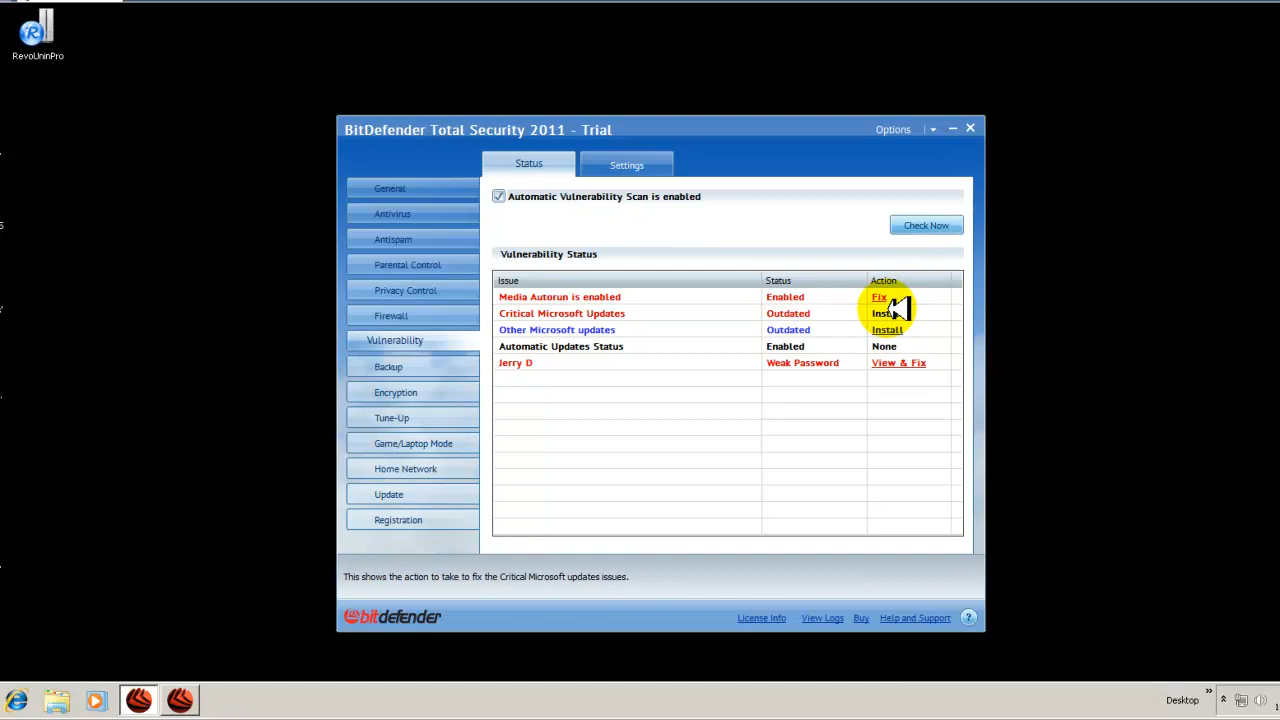 RevoUninPro
BitDefender Total Security 2011 - Trial
Options
Status
Settings
General
Antivirus
Antispam
Parental Control
Privacy Control
Firewall
Vulnerability
Backup
Encryption
Tune-Up
Game/Laptop Mode
Home Network
Update
Registration
Automatic Vulnerability Scan is enabled
Check Now
Vulnerability Status
Issue Status Action
Media Autorun is enabled Enabled Fix
Critical Microsoft Updates Outdated
Other Microsoft updates Outdated Install
Automatic Updates Status Enabled None
Jerry D Weak Password View & Fix
This shows the action to take to fix the Critical Microsoft updates issues.
bitdefender
License Info View Logs Buy Help and Support ?
Desktop »